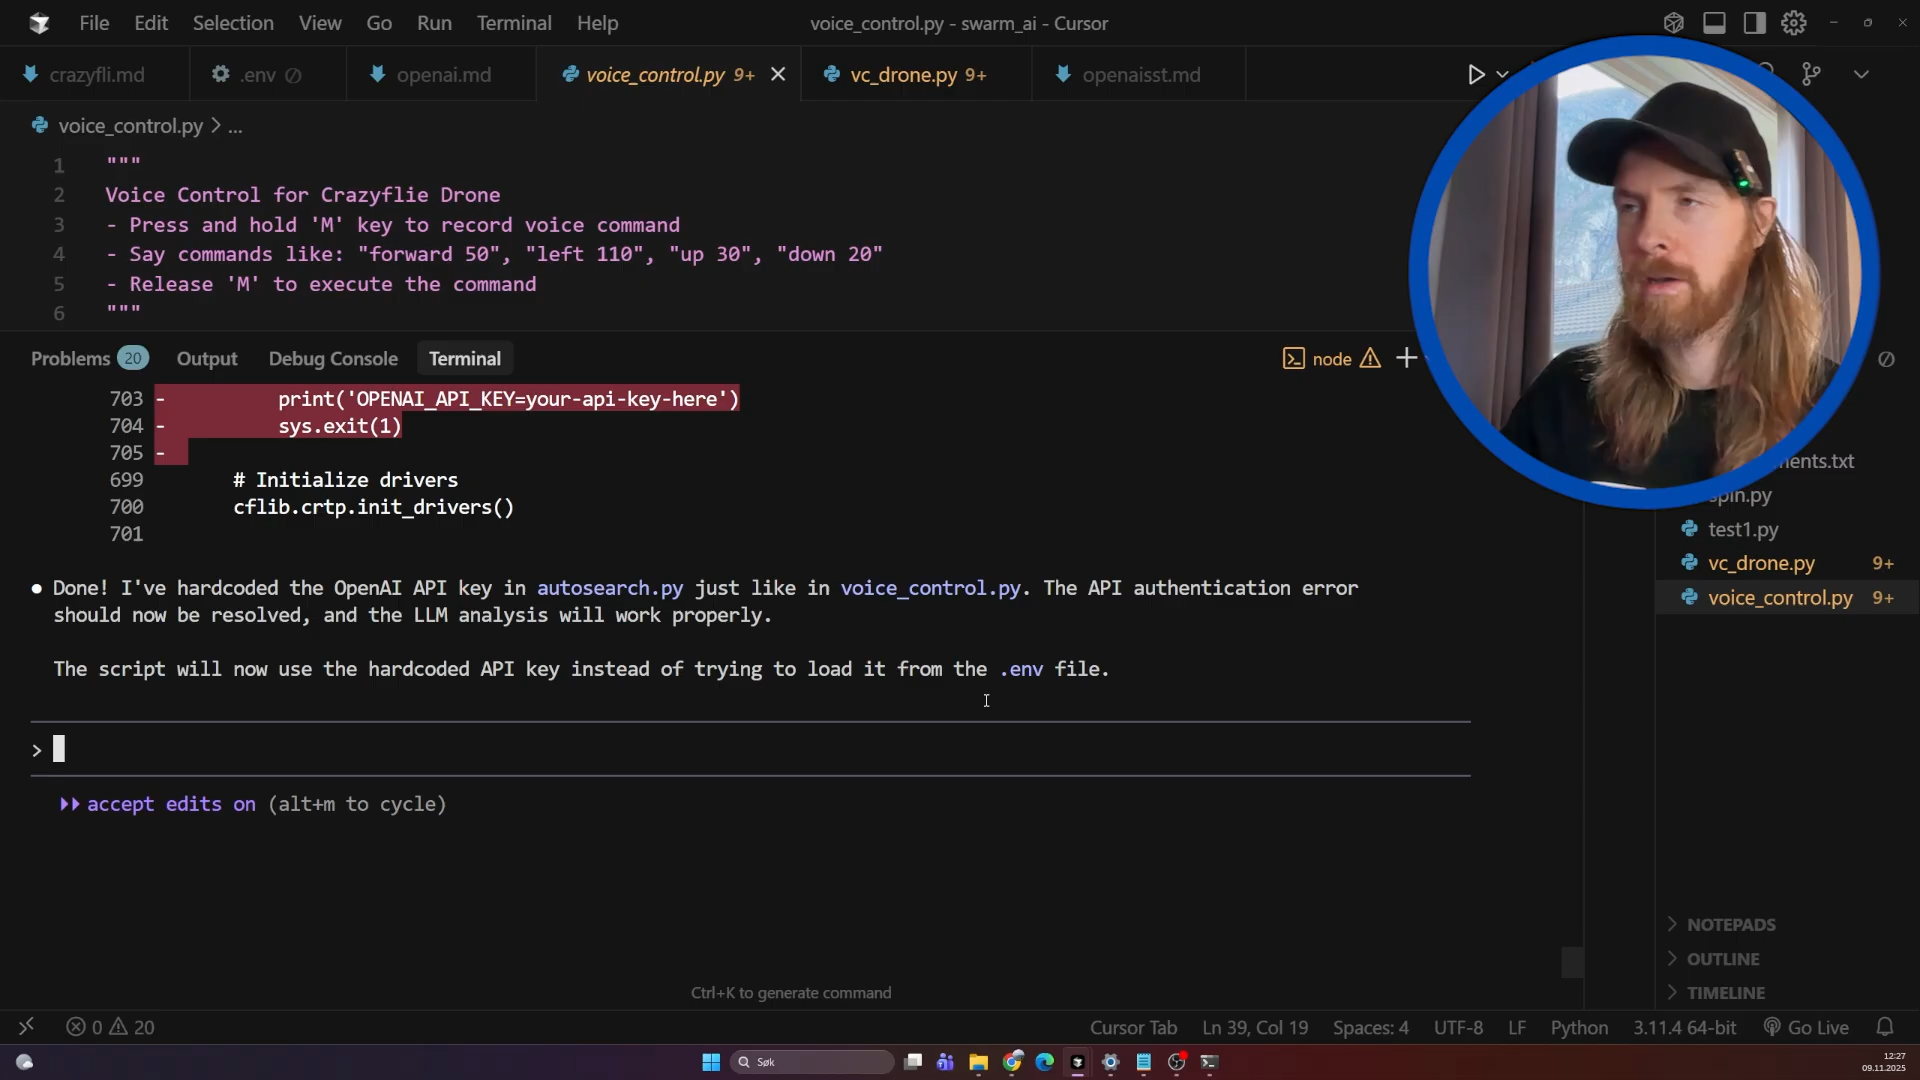 File Edit Selection View Go Run Terminal Help
voice_control.py - swarm_ai - Cursor
crazyfli.md
.env
openai.md
voice_control.py 9+
vc_drone.py 9+
openaisst.md
voice_control.py > ...
1 """
2 Voice Control for Crazyflie Drone
3 - Press and hold 'M' key to record voice command
4 - Say commands like: "forward 50", "left 110", "up 30", "down 20"
5 - Release 'M' to execute the command
6 """
Problems 20 Output Debug Console Terminal
node
703 - print('OPENAI_API_KEY=your-api-key-here')
704 - sys.exit(1)
705 -
699 # Initialize drivers
700 cflib.crtp.init_drivers()
701
● Done! I've hardcoded the OpenAI API key in autosearch.py just like in voice_control.py. The API authentication error
should now be resolved, and the LLM analysis will work properly.
The script will now use the hardcoded API key instead of trying to load it from the .env file.
>
accept edits on (alt+m to cycle)
Ctrl+K to generate command
spin.py
test1.py
vc_drone.py 9+
voice_control.py 9+
NOTEPADS
OUTLINE
TIMELINE
0 20
Cursor Tab Ln 39, Col 19 Spaces: 4 UTF-8 LF Python 3.11.4 64-bit Go Live
Søk
12:27
09.11.2025